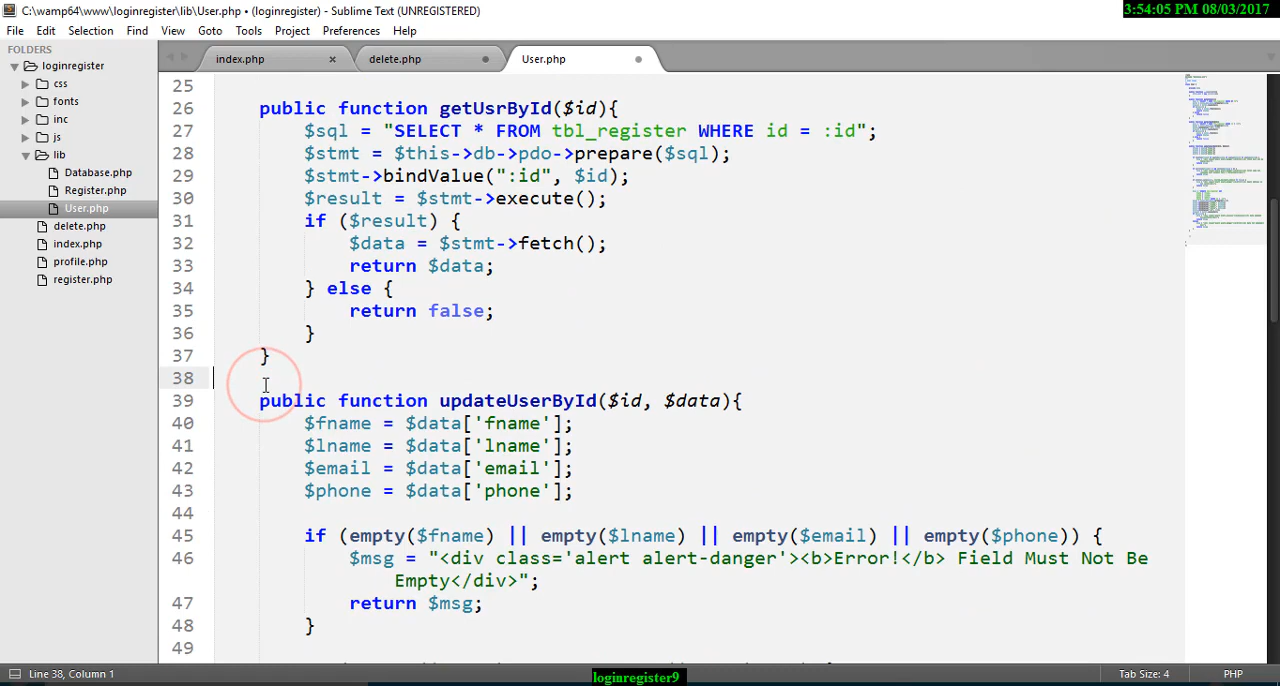 C:\wamp64\www\loginregister\lib\User.php • (loginregister) - Sublime Text (UNREGISTERED)
3:54:05 PM 08/03/2017
File Edit Selection Find View Goto Tools Project Preferences Help
FOLDERS
loginregister
css
fonts
inc
js
lib
Database.php
Register.php
User.php
delete.php
index.php
profile.php
register.php
index.php × delete.php User.php
25
26 public function getUsrById($id){
27 $sql = "SELECT * FROM tbl_register WHERE id = :id";
28 $stmt = $this->db->pdo->prepare($sql);
29 $stmt->bindValue(":id", $id);
30 $result = $stmt->execute();
31 if ($result) {
32 $data = $stmt->fetch();
33 return $data;
34 } else {
35 return false;
36 }
37 }
38
39 public function updateUserById($id, $data){
40 $fname = $data['fname'];
41 $lname = $data['lname'];
42 $email = $data['email'];
43 $phone = $data['phone'];
44
45 if (empty($fname) || empty($lname) || empty($email) || empty($phone)) {
46 $msg = "<div class='alert alert-danger'><b>Error!</b> Field Must Not Be
Empty</div>";
47 return $msg;
48 }
49
Line 38, Column 1
loginregister9
Tab Size: 4
PHP